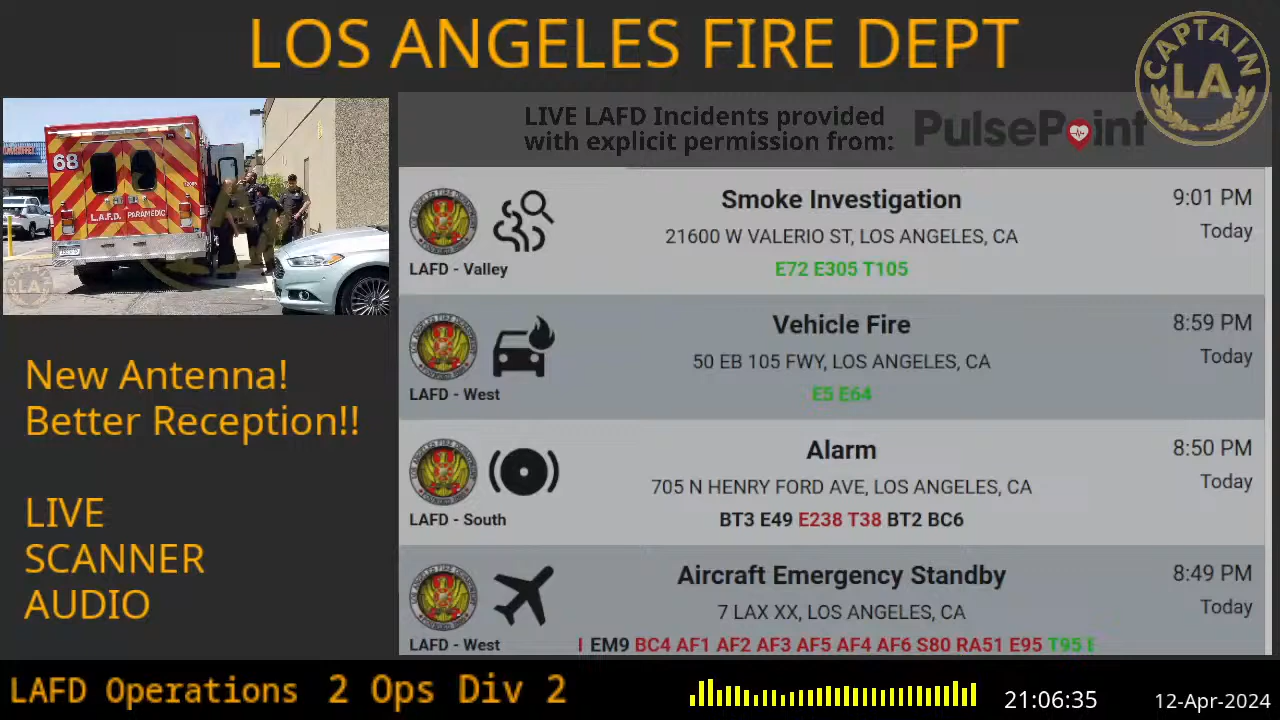 LOS ANGELES FIRE DEPT
CAPTAIN
LA
LIVE LAFD Incidents provided
with explicit permission from:
PulsePoint
68
L.A.F.D. PARAMEDIC
Smoke Investigation
9:01 PM
21600 W VALERIO ST, LOS ANGELES, CA
Today
LAFD - Valley
E72 E305 T105
Vehicle Fire
8:59 PM
50 EB 105 FWY, LOS ANGELES, CA
Today
LAFD - West
E5 E64
Alarm
8:50 PM
705 N HENRY FORD AVE, LOS ANGELES, CA
Today
LAFD - South
BT3 E49 E238 T38 BT2 BC6
Aircraft Emergency Standby
8:49 PM
7 LAX XX, LOS ANGELES, CA
Today
LAFD - West
EM9 BC4 AF1 AF2 AF3 AF5 AF4 AF6 S80 RA51 E95 T95
New Antenna!
Better Reception!!
LIVE
SCANNER
AUDIO
LAFD Operations 2 Ops Div 2
21:06:35
12-Apr-2024